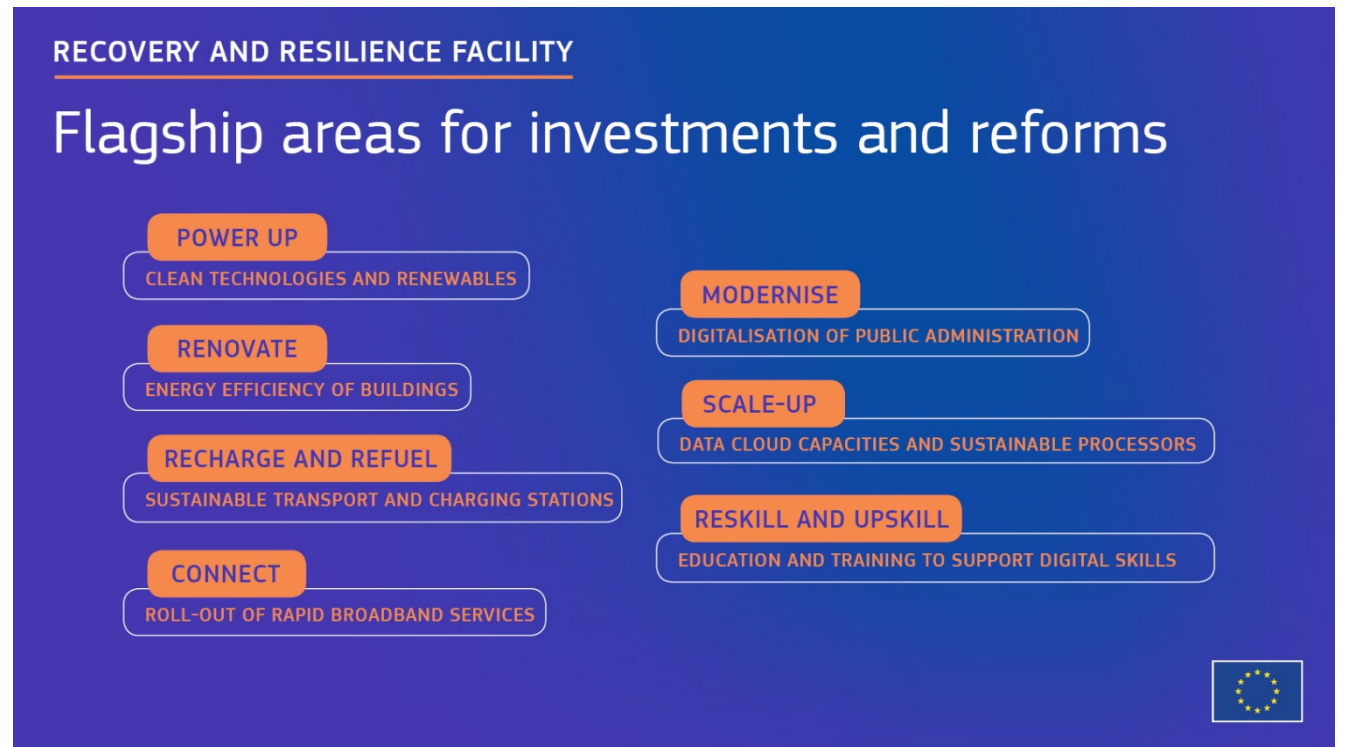 RECOVERY AND RESILIENCE FACILITY
Flagship areas for investments and reforms
POWER UP
CLEAN TECHNOLOGIES AND RENEWABLES
RENOVATE
ENERGY EFFICIENCY OF BUILDINGS
RECHARGE AND REFUEL
SUSTAINABLE TRANSPORT AND CHARGING STATIONS
CONNECT
ROLL-OUT OF RAPID BROADBAND SERVICES
MODERNISE
DIGITALISATION OF PUBLIC ADMINISTRATION
SCALE-UP
DATA CLOUD CAPACITIES AND SUSTAINABLE PROCESSORS
RESKILL AND UPSKILL
EDUCATION AND TRAINING TO SUPPORT DIGITAL SKILLS